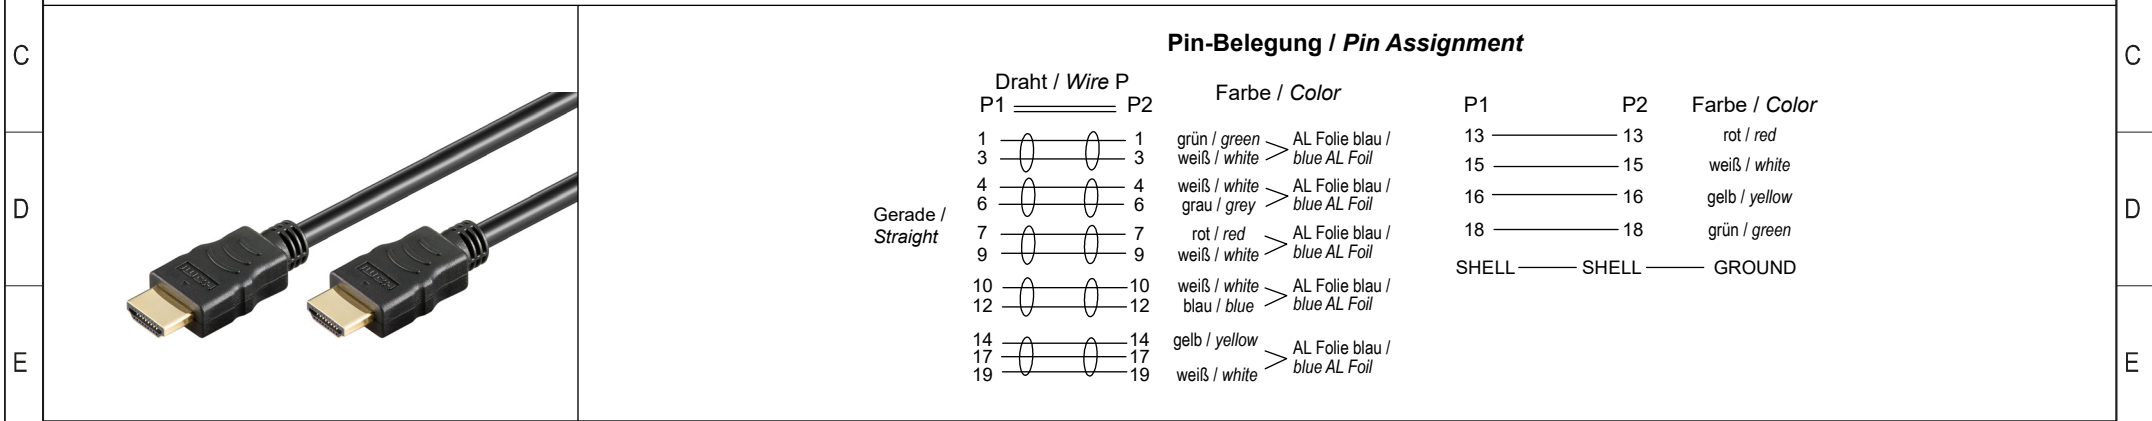 Pin-Belegung / Pin Assignment
C
C
D
D
E
E
Gerade /
Straight
Draht / Wire P
P1 P2 Farbe / Color
1 1 grün / green AL Folie blau /
3 3 weiß / white blue AL Foil
4 4 weiß / white AL Folie blau /
6 6 grau / grey blue AL Foil
7 7 rot / red AL Folie blau /
9 9 weiß / white blue AL Foil
10 10 weiß / white AL Folie blau /
12 12 blau / blue blue AL Foil
14 14 gelb / yellow AL Folie blau /
17 17 blue AL Foil
19 19 weiß / white
P1 P2 Farbe / Color
13 13 rot / red
15 15 weiß / white
16 16 gelb / yellow
18 18 grün / green
SHELL SHELL GROUND